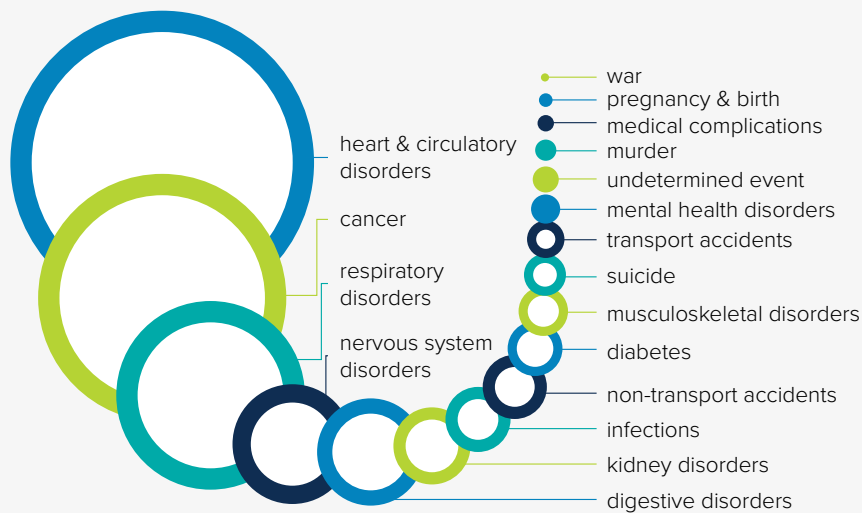 heart & circulatory
disorders
cancer
respiratory
disorders
nervous system
disorders
war
pregnancy & birth
medical complications
murder
undetermined event
mental health disorders
transport accidents
suicide
musculoskeletal disorders
diabetes
non-transport accidents
infections
kidney disorders
digestive disorders